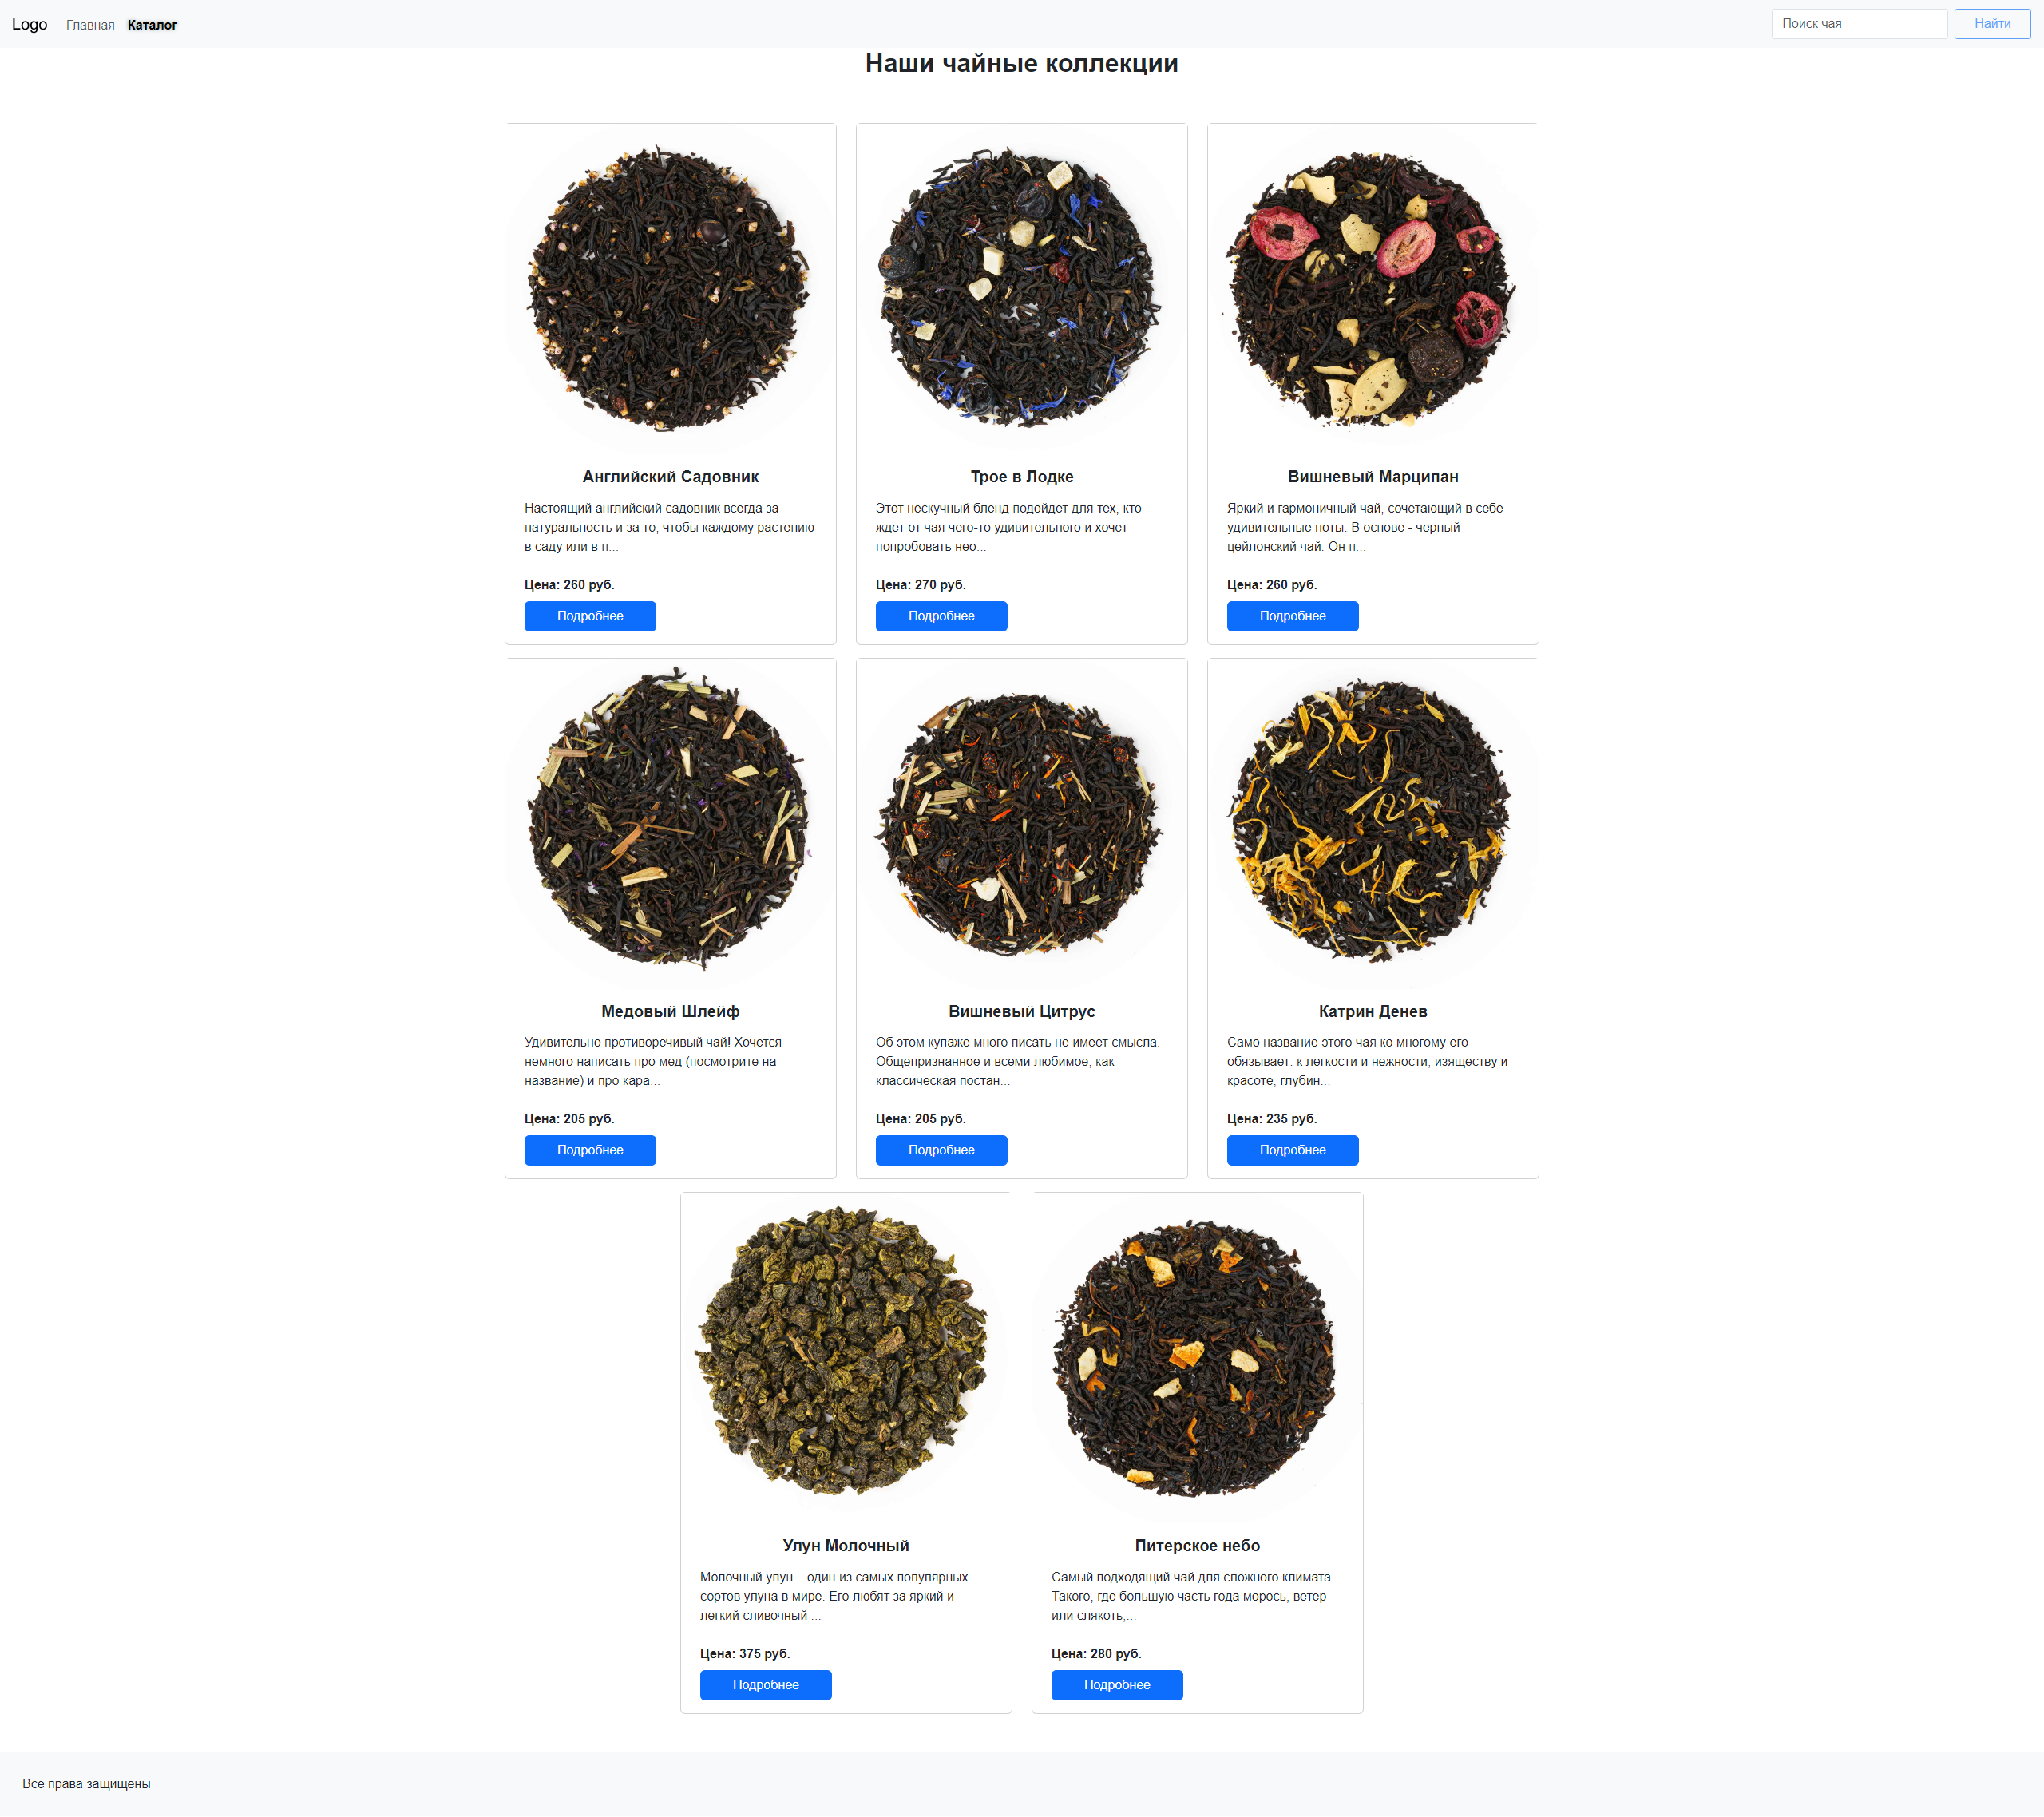 Logo Главная Каталог Поиск чая Найти
Наши чайные коллекции
Английский Садовник
Настоящий английский садовник всегда за
натуральность и за то, чтобы каждому растению
в саду или в п...
Цена: 260 руб.
Подробнее
Трое в Лодке
Этот нескучный бленд подойдет для тех, кто
ждет от чая чего-то удивительного и хочет
попробовать нео...
Цена: 270 руб.
Подробнее
Вишневый Марципан
Яркий и гармоничный чай, сочетающий в себе
удивительные ноты. В основе - черный
цейлонский чай. Он п...
Цена: 260 руб.
Подробнее
Медовый Шлейф
Удивительно противоречивый чай! Хочется
немного написать про мед (посмотрите на
название) и про кара...
Цена: 205 руб.
Подробнее
Вишневый Цитрус
Об этом купаже много писать не имеет смысла.
Общепризнанное и всеми любимое, как
классическая постан...
Цена: 205 руб.
Подробнее
Катрин Денев
Само название этого чая ко многому его
обязывает: к легкости и нежности, изяществу и
красоте, глубин...
Цена: 235 руб.
Подробнее
Улун Молочный
Молочный улун – один из самых популярных
сортов улуна в мире. Его любят за яркий и
легкий сливочный ...
Цена: 375 руб.
Подробнее
Питерское небо
Самый подходящий чай для сложного климата.
Такого, где большую часть года морось, ветер
или слякоть,...
Цена: 280 руб.
Подробнее
Все права защищены